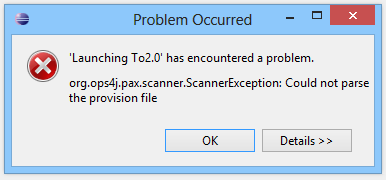 Problem Occurred
'Launching To2.0' has encountered a problem.
org.ops4j.pax.scanner.ScannerException: Could not parse
the provision file
OK
Details >>